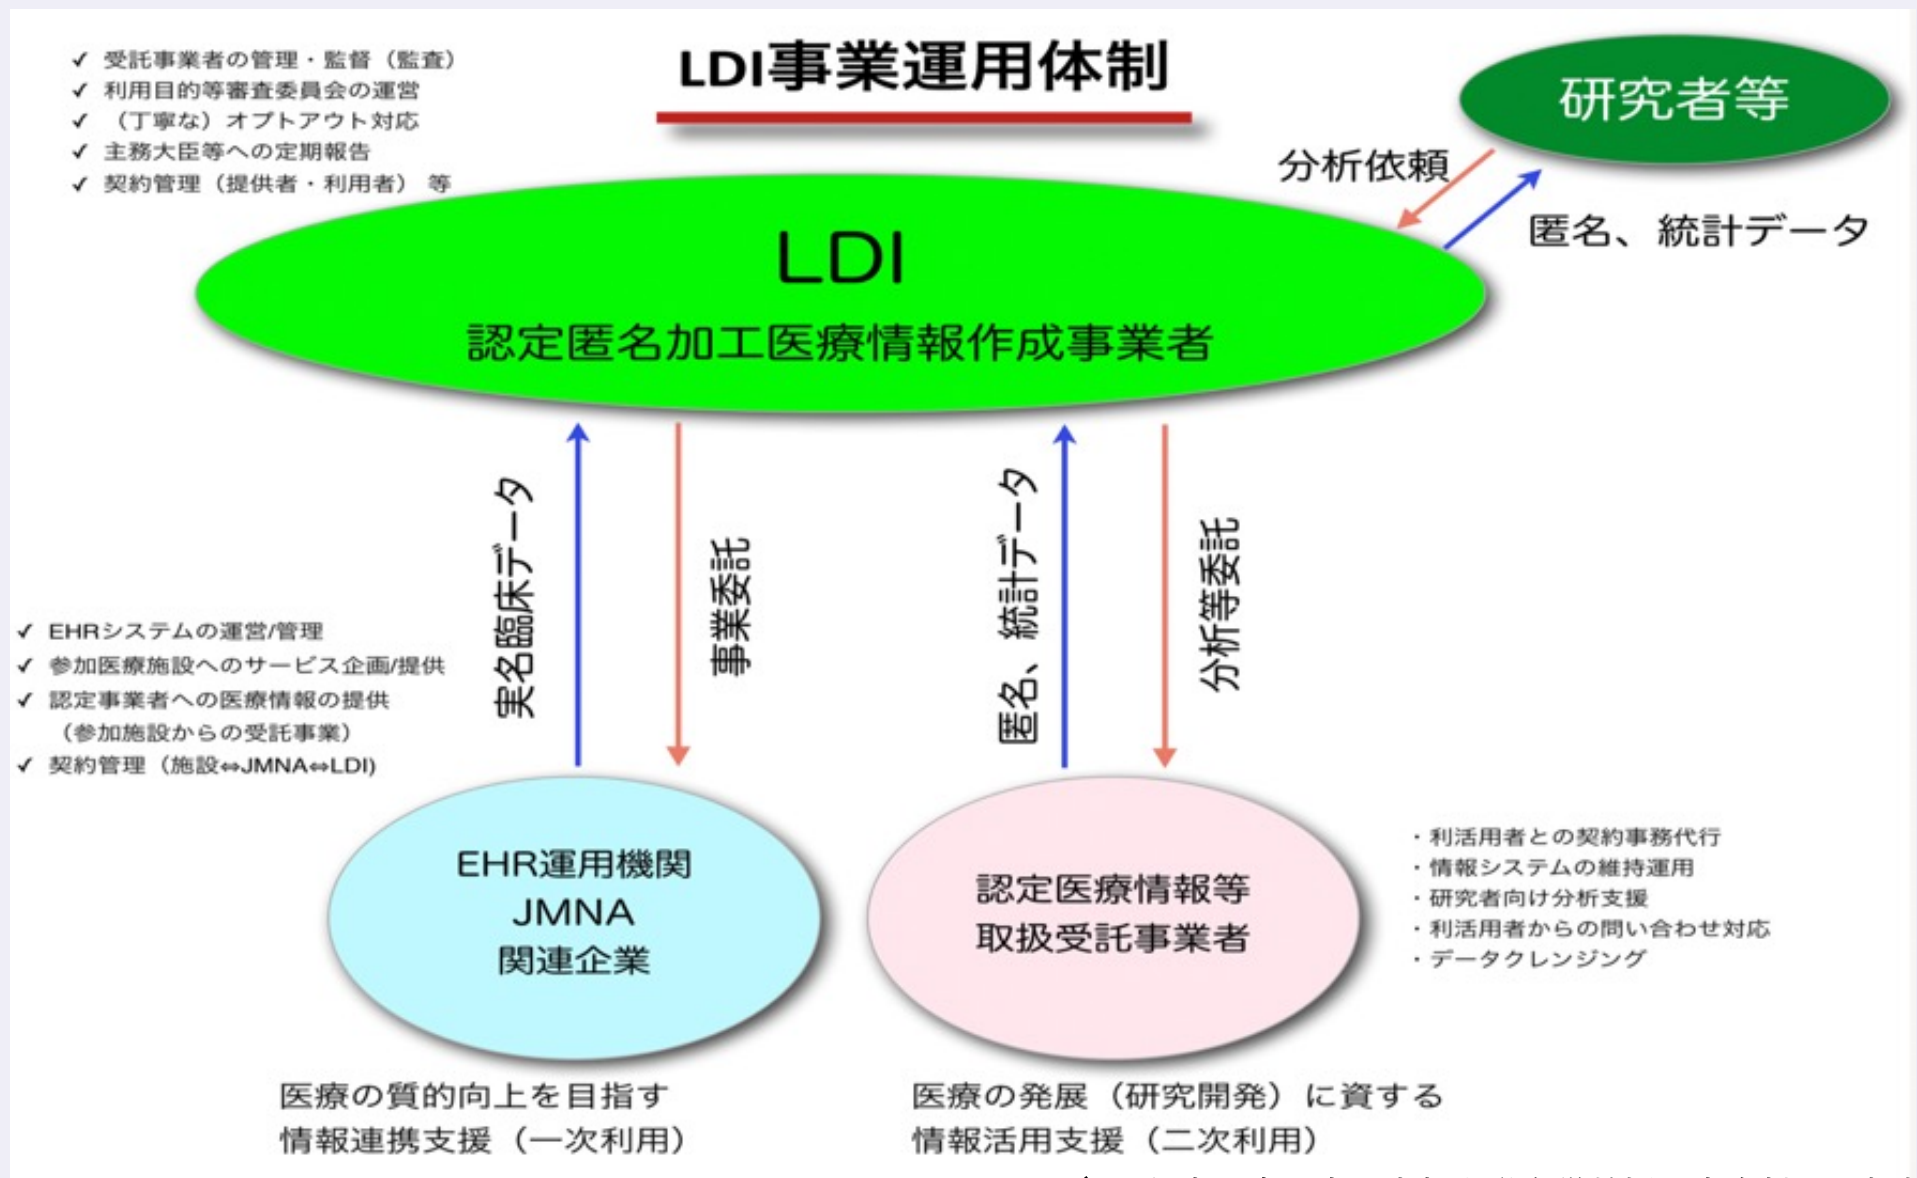 LDI事業運用体制
✓ 受託事業者の管理・監督（監査）
✓ 利用目的等審査委員会の運営
✓ （丁寧な）オプトアウト対応
✓ 主務大臣等への定期報告
✓ 契約管理（提供者・利用者） 等
研究者等
分析依頼
匿名、統計データ
LDI
認定匿名加工医療情報作成事業者
実名臨床データ
事業委託
匿名、統計データ
分析等委託
✓ EHRシステムの運営/管理
✓ 参加医療施設へのサービス企画/提供
✓ 認定事業者への医療情報の提供
（参加施設からの受託事業）
✓ 契約管理（施設⇔JMNA⇔LDI)
EHR運用機関
JMNA
関連企業
認定医療情報等
取扱受託事業者
・利活用者との契約事務代行
・情報システムの維持運用
・研究者向け分析支援
・利活用者からの問い合わせ対応
・データクレンジング
医療の質的向上を目指す
情報連携支援（一次利用）
医療の発展（研究開発）に資する
情報活用支援（二次利用）